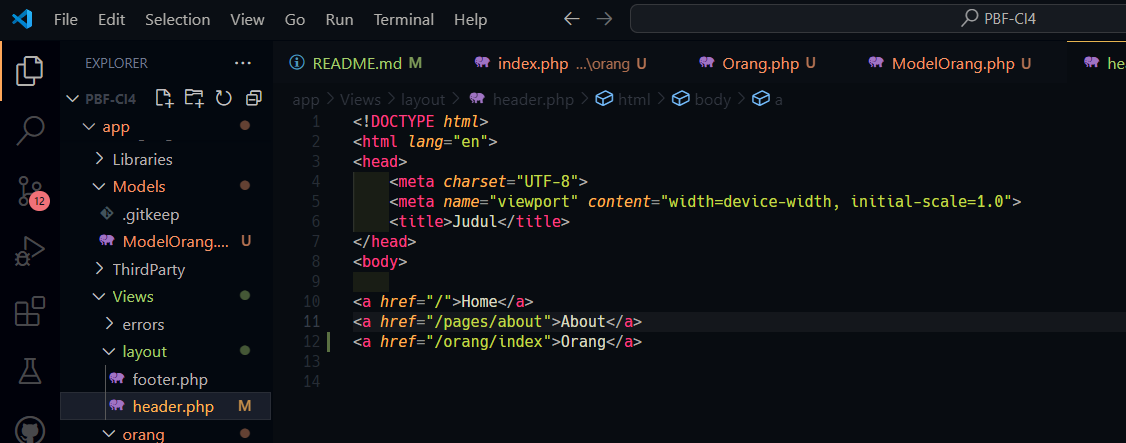 File Edit Selection View Go Run Terminal Help PBF-CI4
EXPLORER
README.md M index.php ...\orang U Orang.php U ModelOrang.php U he
PBF-CI4
app > Views > layout > header.php > html > body > a
app
Libraries
Models
.gitkeep
ModelOrang.... U
12
ThirdParty
Views
errors
layout
footer.php
header.php M
orang
1 <!DOCTYPE html>
2 <html lang="en">
3 <head>
4 <meta charset="UTF-8">
5 <meta name="viewport" content="width=device-width, initial-scale=1.0">
6 <title>Judul</title>
7 </head>
8 <body>
9
10 <a href="/">Home</a>
11 <a href="/pages/about">About</a>
12 <a href="/orang/index">Orang</a>
13
14